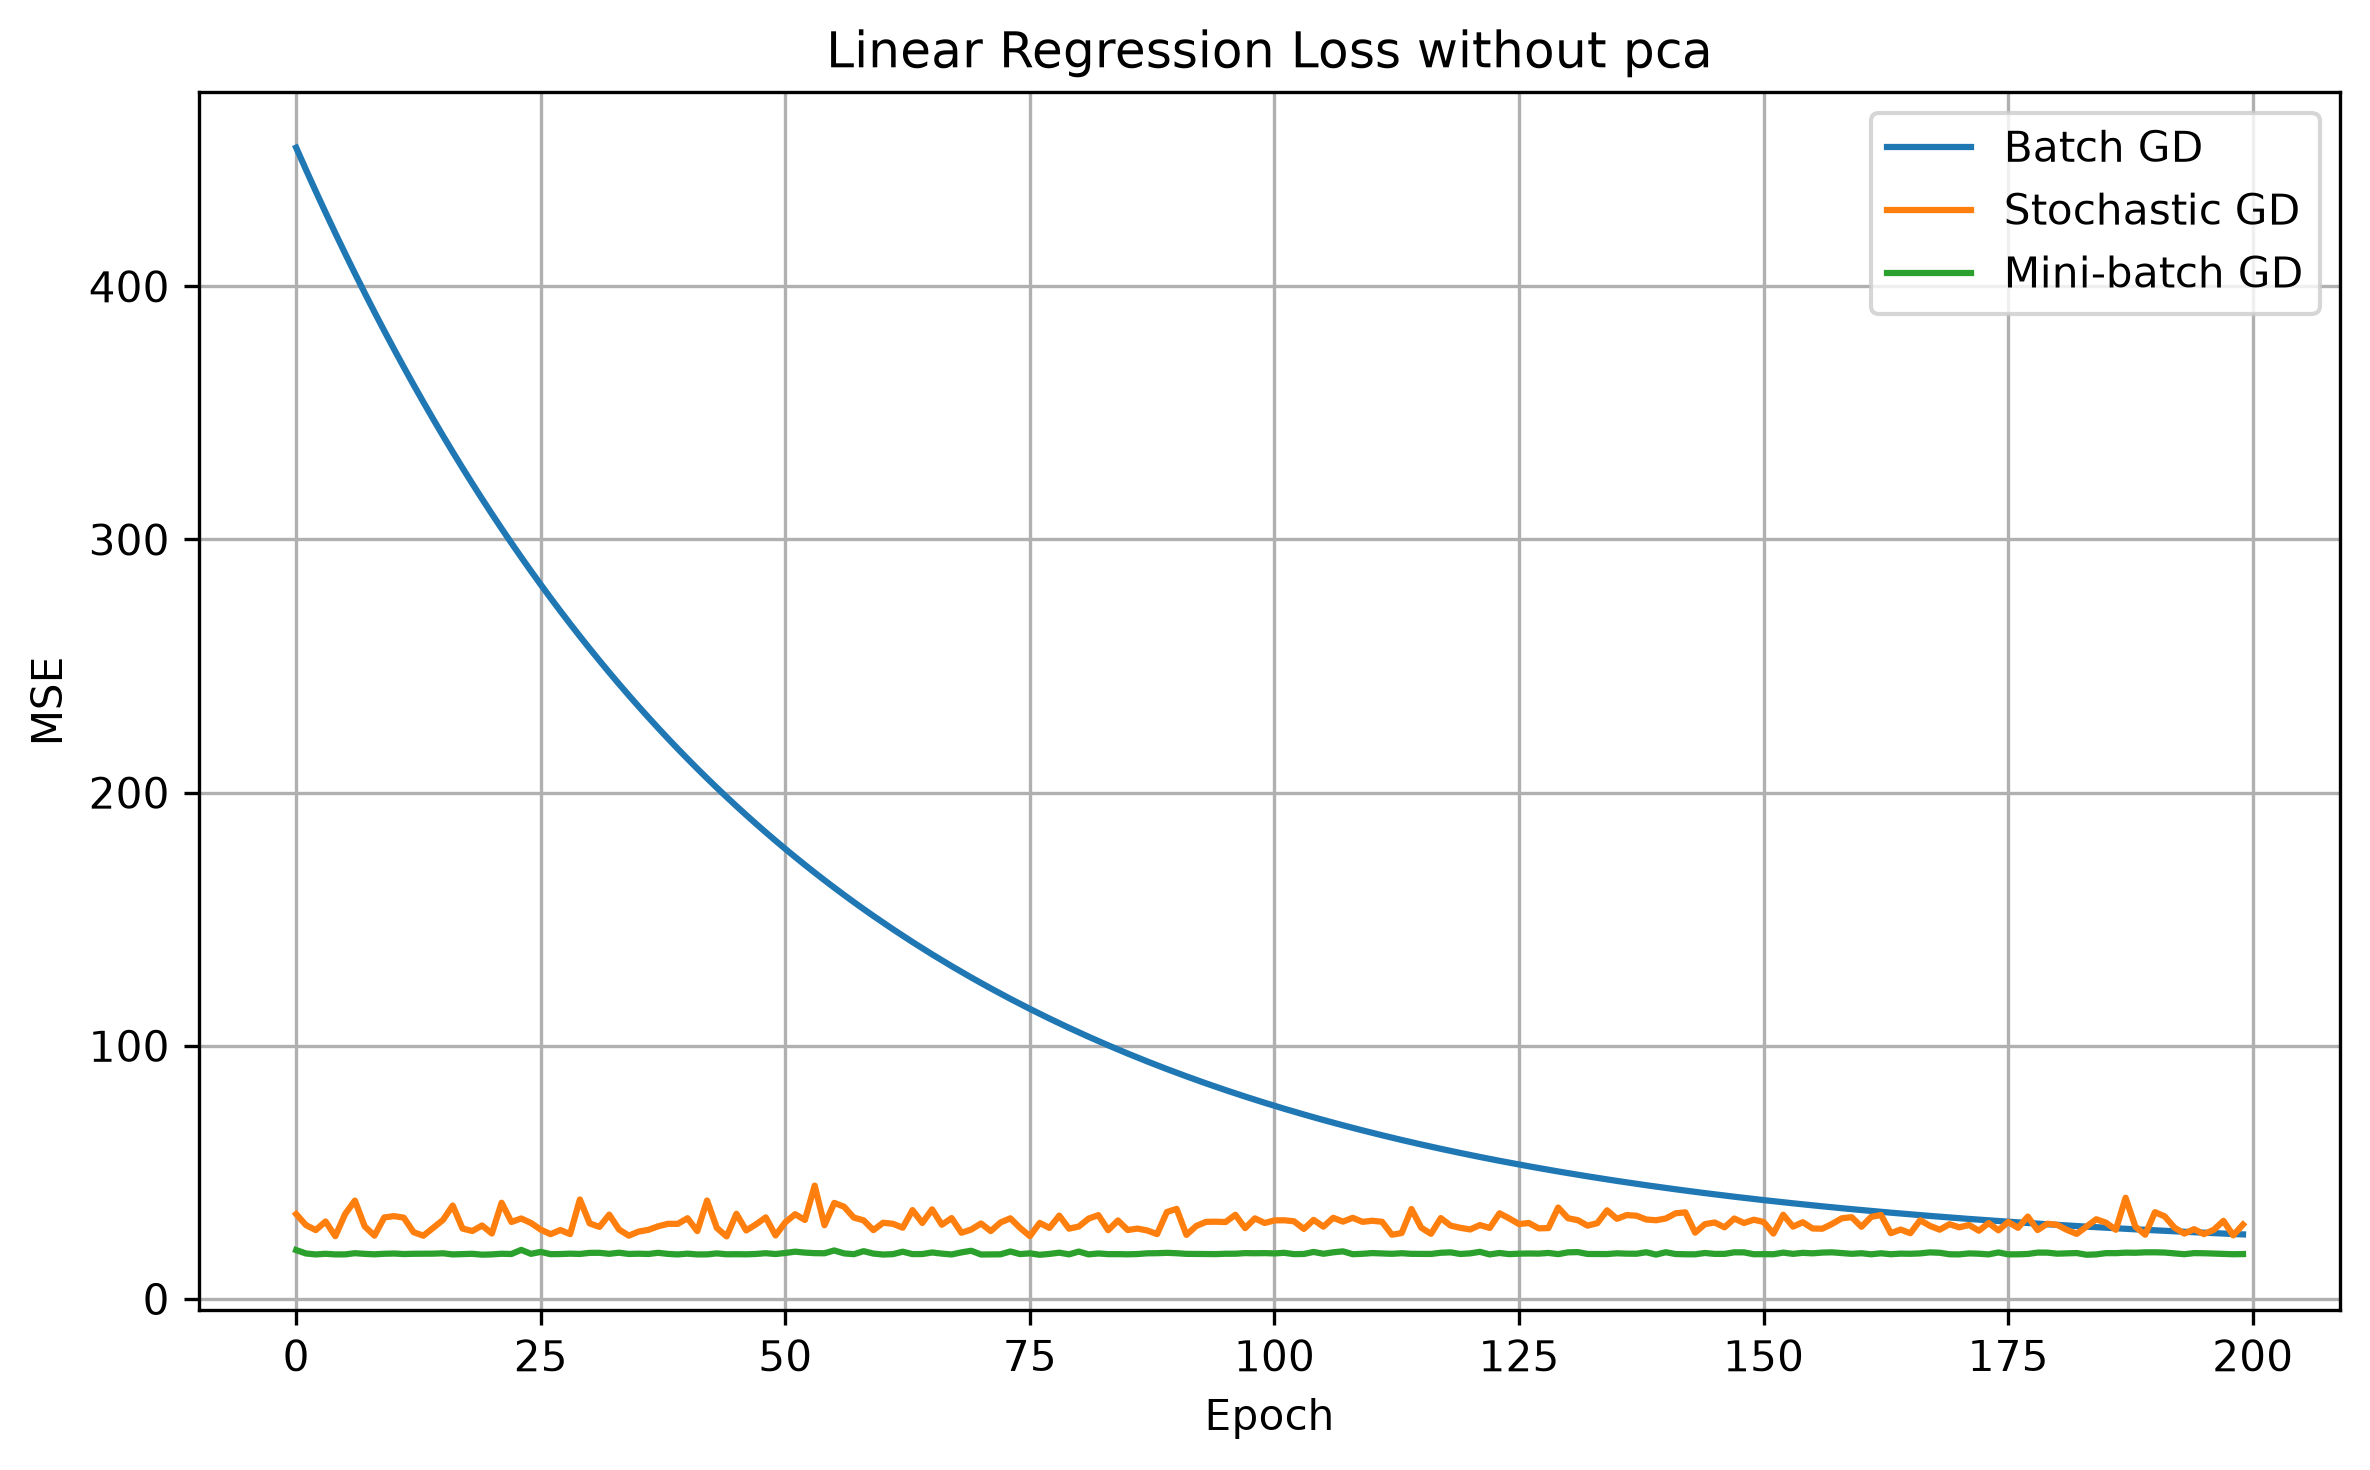 Linear Regression Loss without pca
Batch GD
Stochastic GD
Mini-batch GD
MSE
400
300
200
100
0
0 25 50 75 100 125 150 175 200
Epoch